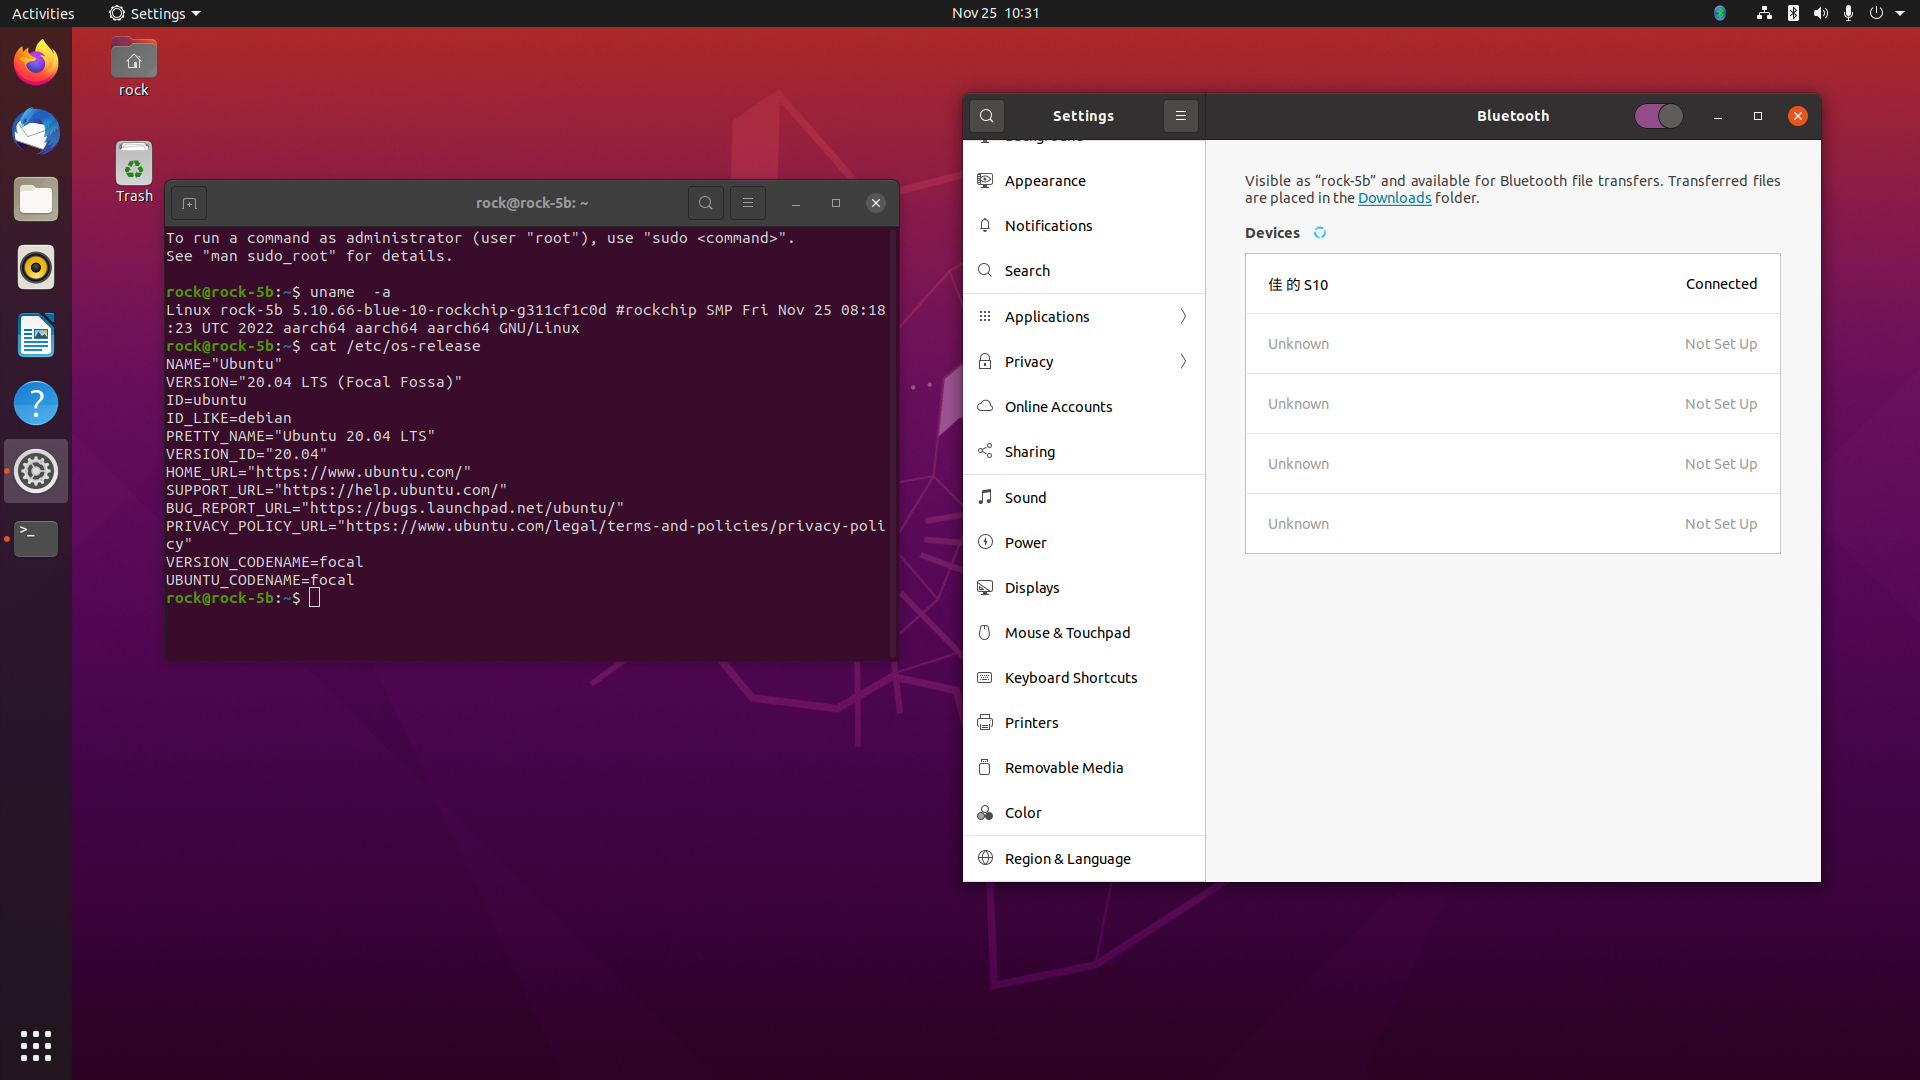 Activities
Settings
Nov 25 10:31
rock
Trash
rock@rock-5b: ~
To run a command as administrator (user "root"), use "sudo <command>".
See "man sudo_root" for details.
rock@rock-5b:~$ uname  -a
Linux rock-5b 5.10.66-blue-10-rockchip-g311cf1c0d #rockchip SMP Fri Nov 25 08:18
:23 UTC 2022 aarch64 aarch64 aarch64 GNU/Linux
rock@rock-5b:~$ cat /etc/os-release
NAME="Ubuntu"
VERSION="20.04 LTS (Focal Fossa)"
ID=ubuntu
ID_LIKE=debian
PRETTY_NAME="Ubuntu 20.04 LTS"
VERSION_ID="20.04"
HOME_URL="https://www.ubuntu.com/"
SUPPORT_URL="https://help.ubuntu.com/"
BUG_REPORT_URL="https://bugs.launchpad.net/ubuntu/"
PRIVACY_POLICY_URL="https://www.ubuntu.com/legal/terms-and-policies/privacy-poli
cy"
VERSION_CODENAME=focal
UBUNTU_CODENAME=focal
rock@rock-5b:~$
Settings
Bluetooth
Appearance
Notifications
Search
Applications
Privacy
Online Accounts
Sharing
Sound
Power
Displays
Mouse & Touchpad
Keyboard Shortcuts
Printers
Removable Media
Color
Region & Language
Visible as “rock-5b” and available for Bluetooth file transfers. Transferred files
are placed in the Downloads folder.
Devices
佳 的 S10 Connected
Unknown Not Set Up
Unknown Not Set Up
Unknown Not Set Up
Unknown Not Set Up